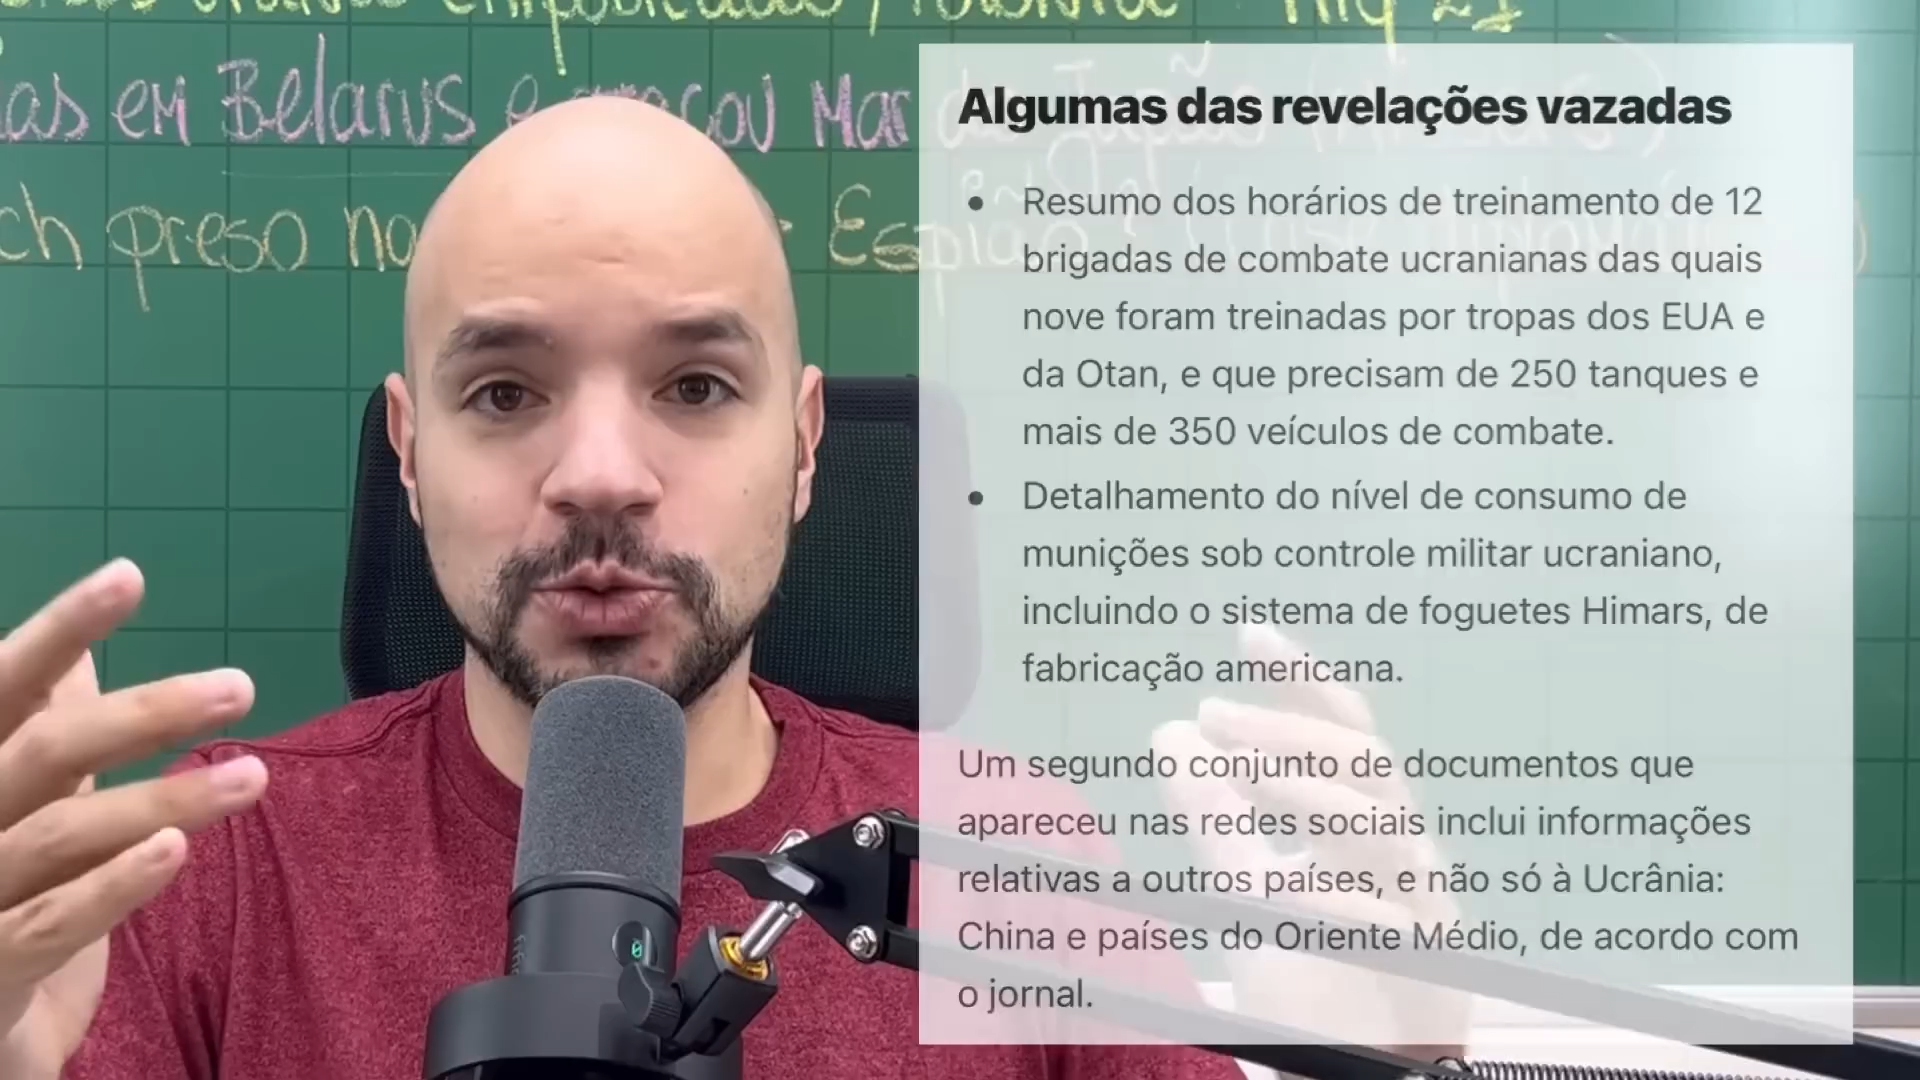 as em Belarus e
Mar
ch preso na
Algumas das revelações vazadas
• Resumo dos horários de treinamento de 12
brigadas de combate ucranianas das quais
nove foram treinadas por tropas dos EUA e
da Otan, e que precisam de 250 tanques e
mais de 350 veículos de combate.
• Detalhamento do nível de consumo de
munições sob controle militar ucraniano,
incluindo o sistema de foguetes Himars, de
fabricação americana.
Um segundo conjunto de documentos que
apareceu nas redes sociais inclui informações
relativas a outros países, e não só à Ucrânia:
China e países do Oriente Médio, de acordo com
o jornal.